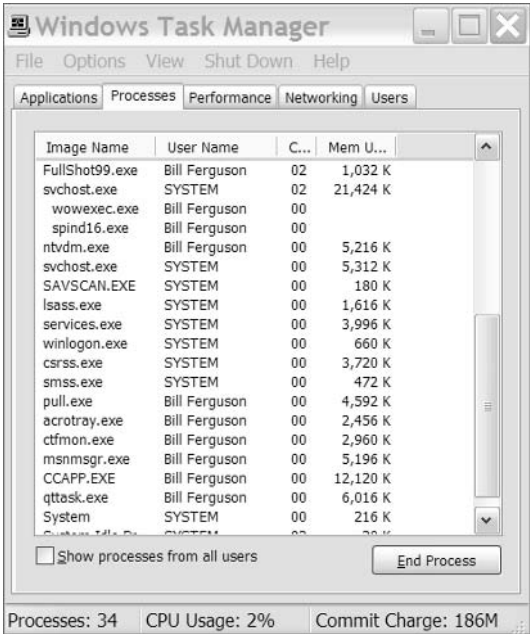 Windows Task Manager
File Options View Shut Down Help
Applications Processes Performance Networking Users
Image Name User Name C... Mem U...
FullShot99.exe Bill Ferguson 02 1,032 K
svchost.exe SYSTEM 02 21,424 K
wowexec.exe Bill Ferguson 00
spind16.exe Bill Ferguson 00
ntvdm.exe Bill Ferguson 00 5,216 K
svchost.exe SYSTEM 00 5,312 K
SAVSCAN.EXE SYSTEM 00 180 K
lsass.exe SYSTEM 00 1,616 K
services.exe SYSTEM 00 3,996 K
winlogon.exe SYSTEM 00 660 K
csrss.exe SYSTEM 00 3,720 K
smss.exe SYSTEM 00 472 K
pull.exe Bill Ferguson 00 4,592 K
acrotray.exe Bill Ferguson 00 2,456 K
ctfmon.exe Bill Ferguson 00 2,960 K
msnmsgr.exe Bill Ferguson 00 5,196 K
CCAPP.EXE Bill Ferguson 00 12,120 K
qttask.exe Bill Ferguson 00 6,016 K
System SYSTEM 00 216 K
Show processes from all users
End Process
Processes: 34 CPU Usage: 2% Commit Charge: 186M